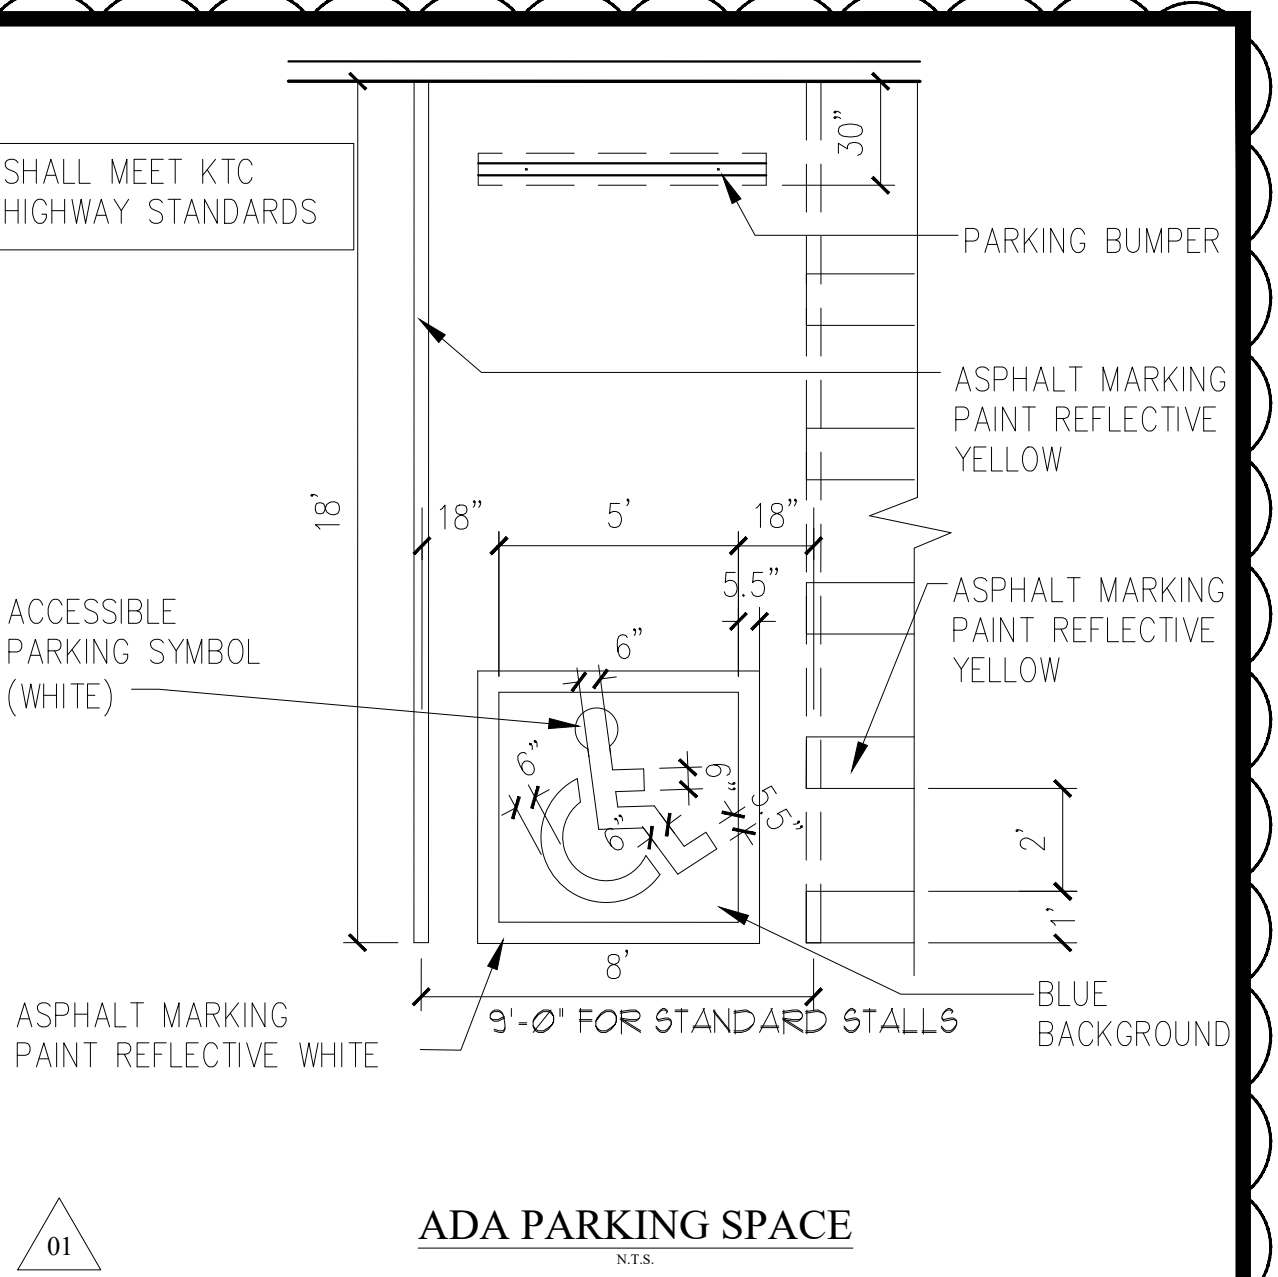 30"
SHALL MEET KTC
HIGHWAY STANDARDS
PARKING BUMPER
ASPHALT MARKING
PAINT REFLECTIVE
YELLOW
18'
18"
5'
18"
5.5"
ASPHALT MARKING
PAINT REFLECTIVE
YELLOW
ACCESSIBLE
PARKING SYMBOL
(WHITE)
6"
6"
6"
5.5"
6"
2'
1'
8'
9'-0" FOR STANDARD STALLS
BLUE
BACKGROUND
ASPHALT MARKING
PAINT REFLECTIVE WHITE
01
ADA PARKING SPACE
N.T.S.